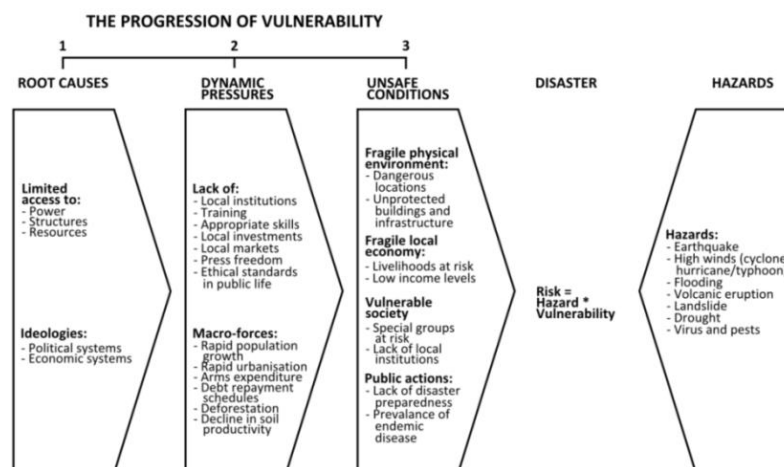 THE PROGRESSION OF VULNERABILITY
1
2
3
ROOT CAUSES
DYNAMIC
PRESSURES
UNSAFE
CONDITIONS
DISASTER
HAZARDS
Limited
access to:
- Power
- Structures
- Resources
Ideologies:
- Political systems
- Economic systems
Lack of:
- Local institutions
- Training
- Appropriate skills
- Local investments
- Local markets
- Press freedom
- Ethical standards
in public life
Macro-forces:
- Rapid population
growth
- Rapid urbanisation
- Arms expenditure
- Debt repayment
schedules
- Deforestation
- Decline in soil
productivity
Fragile physical
environment:
- Dangerous
locations
- Unprotected
buildings and
infrastructure
Fragile local
economy:
- Livelihoods at risk
- Low income levels
Vulnerable
society
- Special groups
at risk
- Lack of local
institutions
Public actions:
- Lack of disaster
preparedness
- Prevalance of
endemic
disease
Risk =
Hazard *
Vulnerability
Hazards:
- Earthquake
- High winds (cyclone
hurricane/typhoon)
- Flooding
- Volcanic eruption
- Landslide
- Drought
- Virus and pests